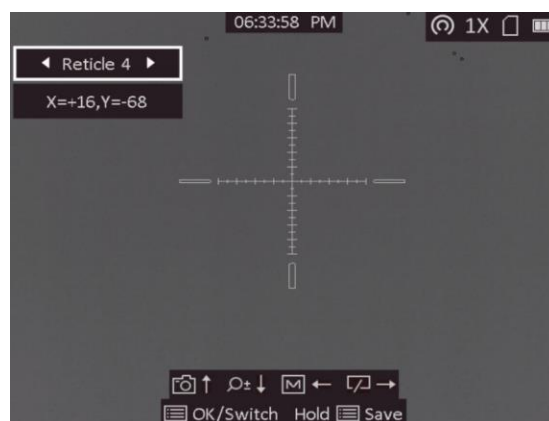 06:33:58 PM
1X
Reticle 4
X=+16,Y=-68
M
OK/Switch Hold Save